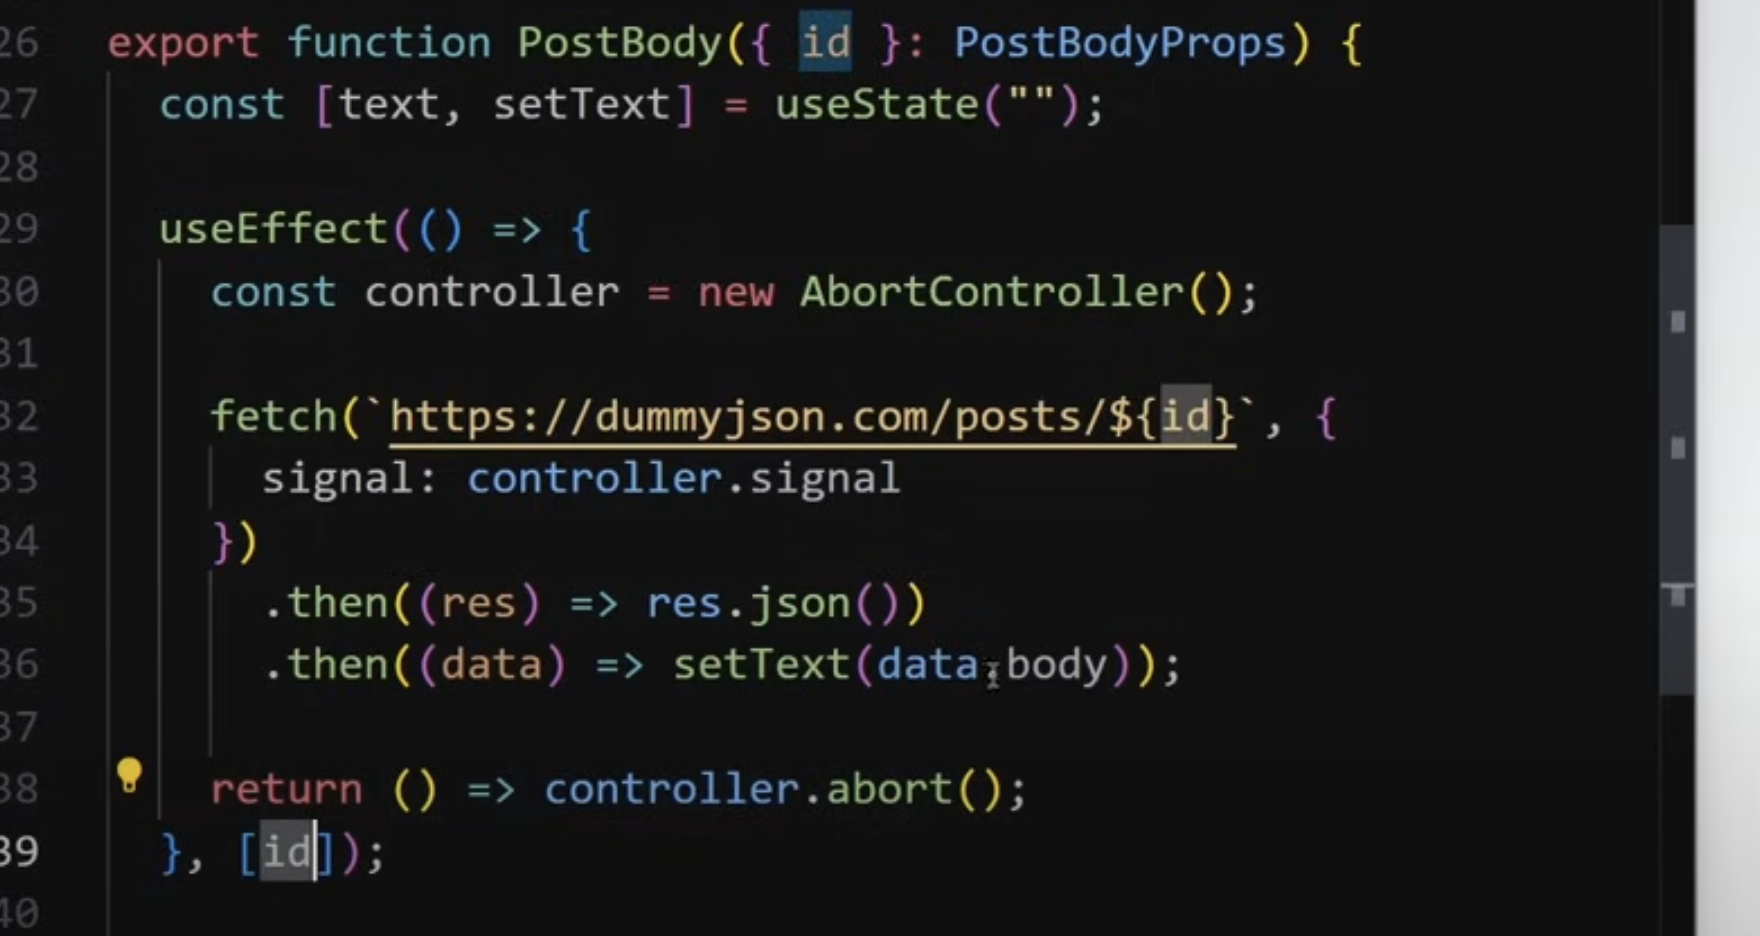 26 export function PostBody({ id }: PostBodyProps) {
27 const [text, setText] = useState("");
28
29 useEffect(() => {
30 const controller = new AbortController();
31
32 fetch(`https://dummyjson.com/posts/${id}`, {
33 signal: controller.signal
34 })
35 .then((res) => res.json())
36 .then((data) => setText(data.body));
37
38 return () => controller.abort();
39 }, [id]);
40